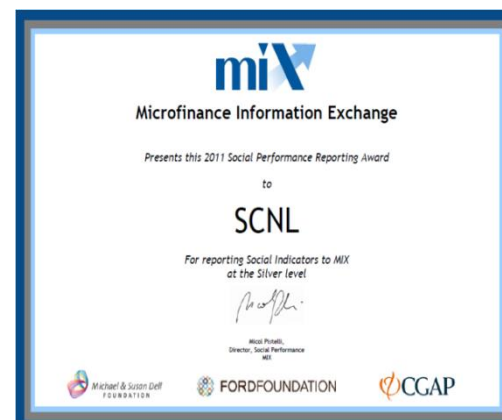 mix
Microfinance Information Exchange
Presents this 2011 Social Performance Reporting Award
to
SCNL
For reporting Social Indicators to MIX
at the Silver level
Micol Pistelli,
Director, Social Performance
MIX
Michael & Susan Dell
FOUNDATION
FORDFOUNDATION
CGAP